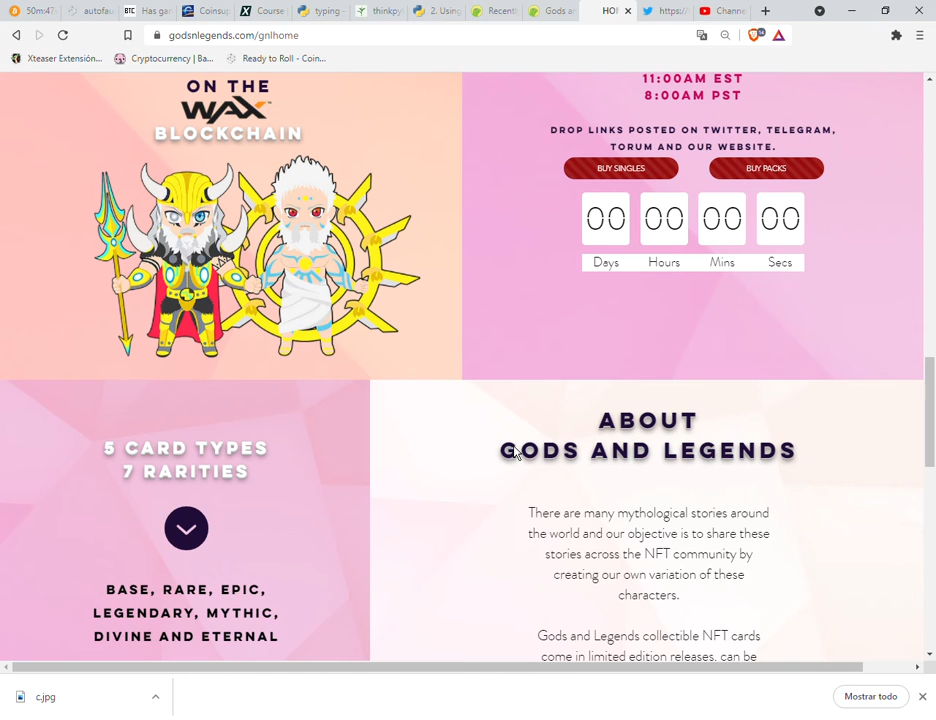 50m:47
autofau
BTC Has gar
Coinsup
Course
typing -
thinkpy
2. Using
Recent
Gods a
HO
https:/
Channe
godsnlegends.com/gnlhome
Xteaser Extensión...
Cryptocurrency | Ba...
Ready to Roll - Coin...
ON THE
WAX
BLOCKCHAIN
11:00AM EST
8:00AM PST
DROP LINKS POSTED ON TWITTER, TELEGRAM,
TORUM AND OUR WEBSITE.
BUY SINGLES
BUY PACKS
00 00 00 00
Days Hours Mins Secs
5 CARD TYPES
7 RARITIES
BASE, RARE, EPIC,
LEGENDARY, MYTHIC,
DIVINE AND ETERNAL
ABOUT
GODS AND LEGENDS
There are many mythological stories around
the world and our objective is to share these
stories across the NFT community by
creating our own variation of these
characters.
Gods and Legends collectible NFT cards
come in limited edition releases, can be
c.jpg
Mostrar todo